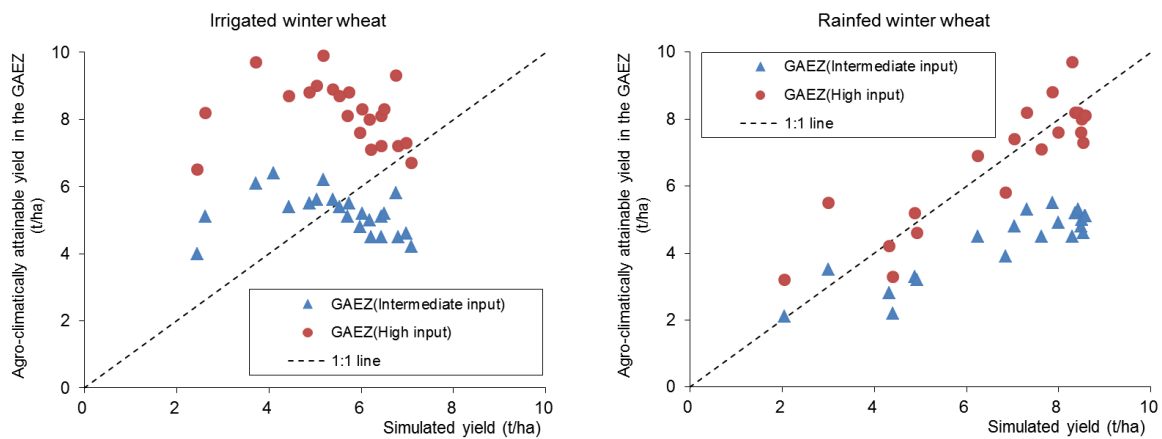 Irrigated winter wheat
Agro-climatically attainable yield in the GAEZ
(t/ha)
10
8
6
4
2
0
GAEZ(Intermediate input)
GAEZ(High input)
1:1 line
0 2 4 6 8 10
Simulated yield (t/ha)
Rainfed winter wheat
Agro-climatically attainable yield in the GAEZ
(t/ha)
10
8
6
4
2
0
GAEZ(Intermediate input)
GAEZ(High input)
1:1 line
0 2 4 6 8 10
Simulated yield (t/ha)